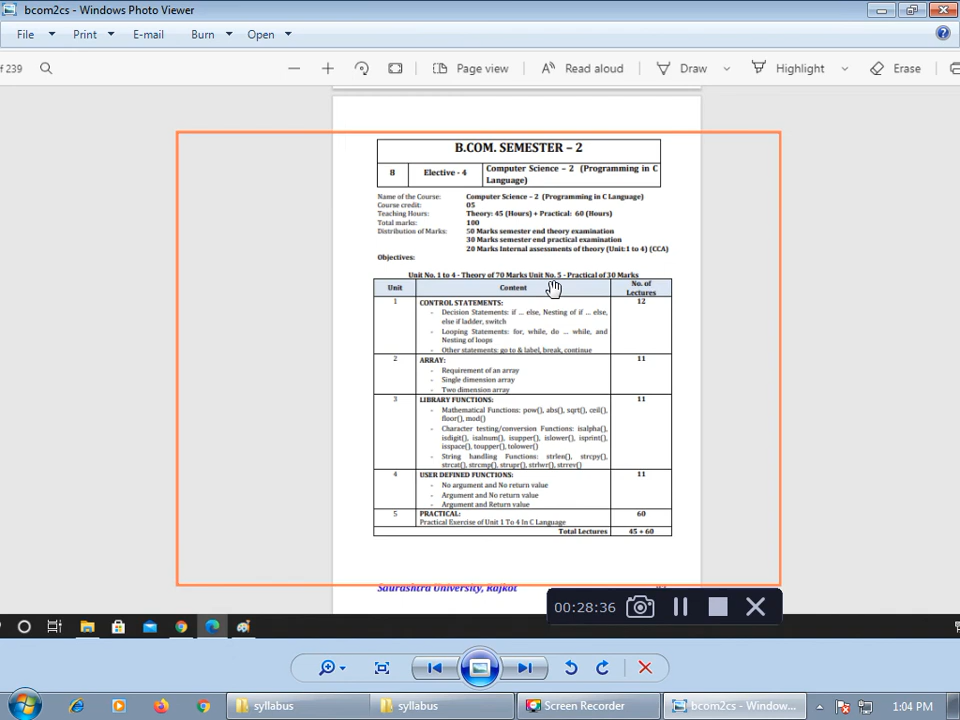 bcom2cs - Windows Photo Viewer
File Print E-mail Burn Open
of 239 Page view Read aloud Draw Highlight Erase
B.COM. SEMESTER – 2
8 Elective - 4 Computer Science – 2 (Programming in C
Language)
Name of the Course: Computer Science – 2 (Programming in C Language)
Course credit: 05
Teaching Hours: Theory: 45 (Hours) + Practical: 60 (Hours)
Total marks: 100
Distribution of Marks: 50 Marks semester end theory examination
30 Marks semester end practical examination
20 Marks Internal assessments of theory (Unit:1 to 4) (CCA)
Objectives:
Unit No. 1 to 4 - Theory of 70 Marks Unit No. 5 - Practical of 30 Marks
Unit Content No. of
Lectures
1 CONTROL STATEMENTS: 12
- Decision Statements: if ... else, Nesting of if ... else,
else if ladder, switch
- Looping Statements: for, while, do ... while, and
Nesting of loops
- Other statements: go to & label, break, continue
2 ARRAY: 11
- Requirement of an array
- Single dimension array
- Two dimension array
3 LIBRARY FUNCTIONS: 11
- Mathematical Functions: pow(), abs(), sqrt(), ceil(),
floor(), mod()
- Character testing/conversion Functions: isalpha(),
isdigit(), isalnum(), isupper(), islower(), isprint(),
isspace(), toupper(), tolower()
- String handling Functions: strlen(), strcpy(),
strcat(), strcmp(), strupr(), strlwr(), strrev()
4 USER DEFINED FUNCTIONS: 11
- No argument and No return value
- Argument and No return value
- Argument and Return value
5 PRACTICAL: 60
Practical Exercise of Unit 1 To 4 In C Language
Total Lectures 45 + 60
Saurashtra University, Rajkot
00:28:36
syllabus syllabus Screen Recorder bcom2cs - Window... 1:04 PM